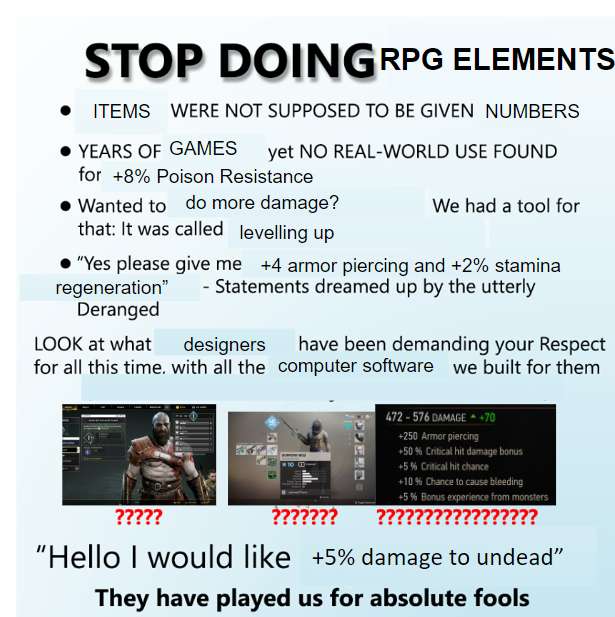 STOP DOING RPG ELEMENTS
● ITEMS WERE NOT SUPPOSED TO BE GIVEN NUMBERS
● YEARS OF GAMES yet NO REAL-WORLD USE FOUND
for +8% Poison Resistance
● Wanted to do more damage? We had a tool for
that: It was called levelling up
● “Yes please give me +4 armor piercing and +2% stamina
regeneration” - Statements dreamed up by the utterly
Deranged
LOOK at what designers have been demanding your Respect
for all this time. with all the computer software we built for them
472 - 576 DAMAGE ▲ +70
+250 Armor piercing
+50 % Critical hit damage bonus
+5 % Critical hit chance
+10 % Chance to cause bleeding
+5 % Bonus experience from monsters
????? ??????? ?????????????????
“Hello I would like +5% damage to undead”
They have played us for absolute fools